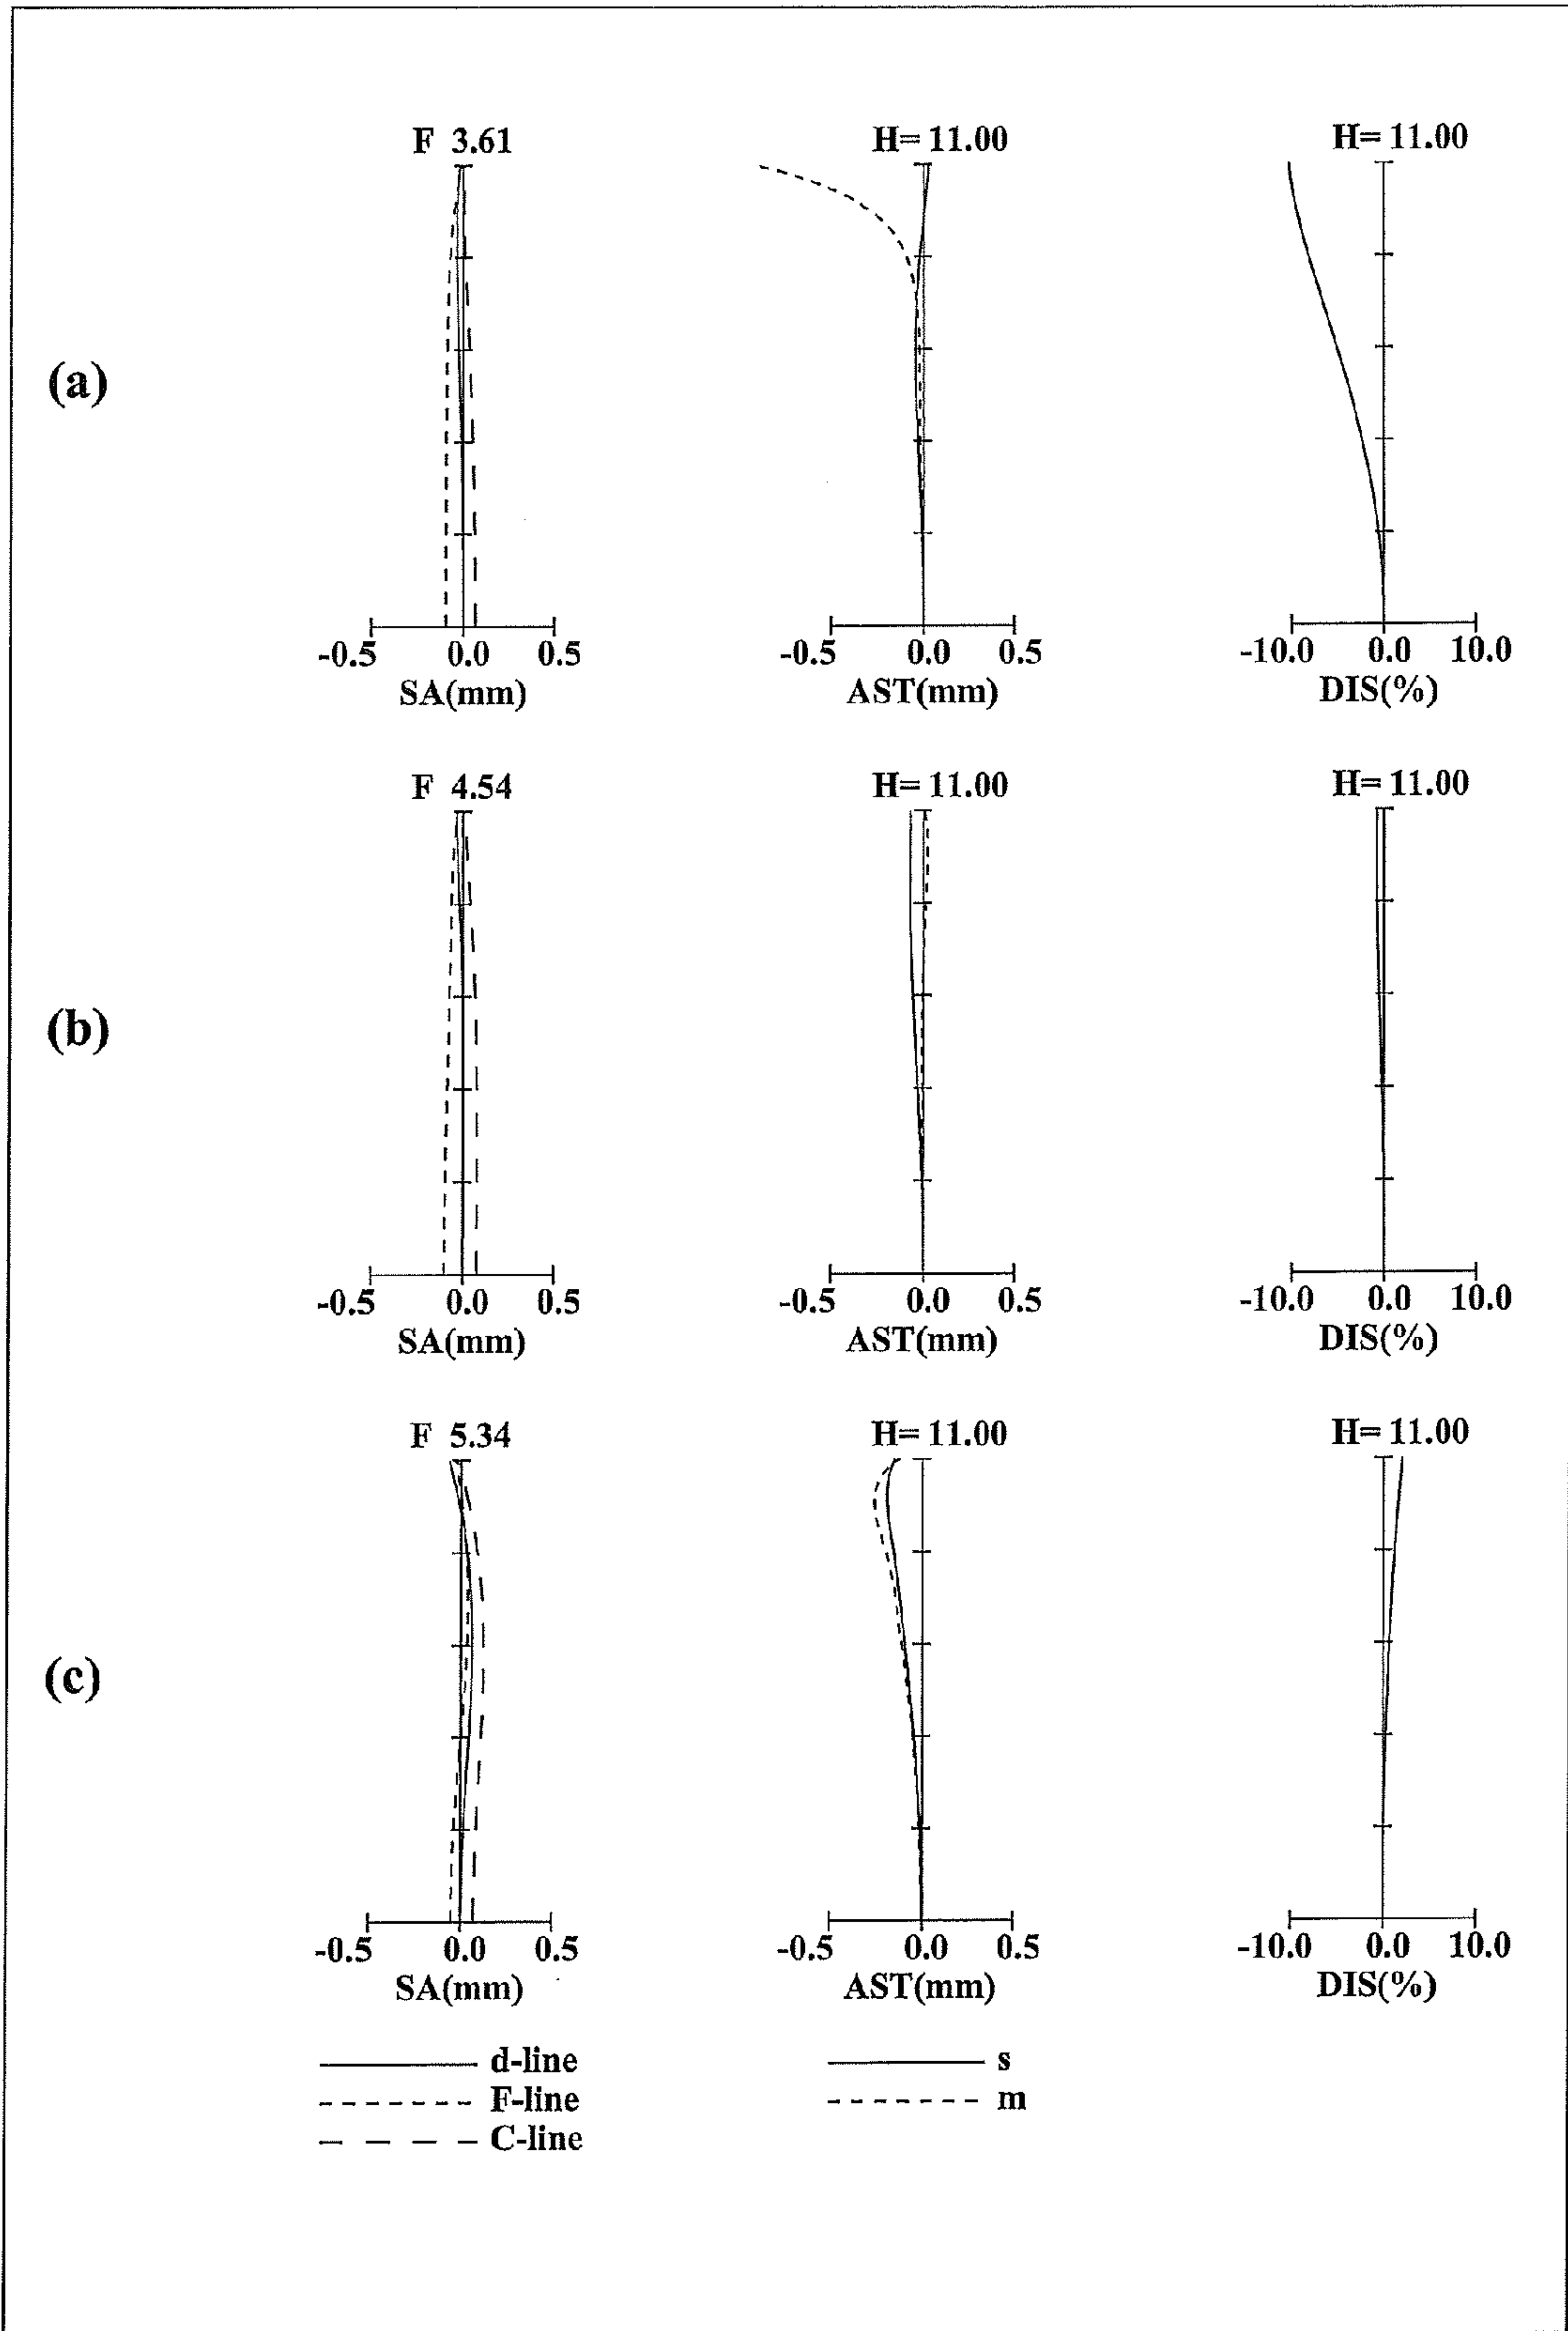 F 3.61 H= 11.00 H= 11.00
(a)
-0.5 0.0 0.5 -0.5 0.0 0.5 -10.0 0.0 10.0
SA(mm) AST(mm) DIS(%)
F 4.54 H= 11.00 H= 11.00
(b)
-0.5 0.0 0.5 -0.5 0.0 0.5 -10.0 0.0 10.0
SA(mm) AST(mm) DIS(%)
F 5.34 H= 11.00 H= 11.00
(c)
-0.5 0.0 0.5 -0.5 0.0 0.5 -10.0 0.0 10.0
SA(mm) AST(mm) DIS(%)
d-line s
F-line m
C-line